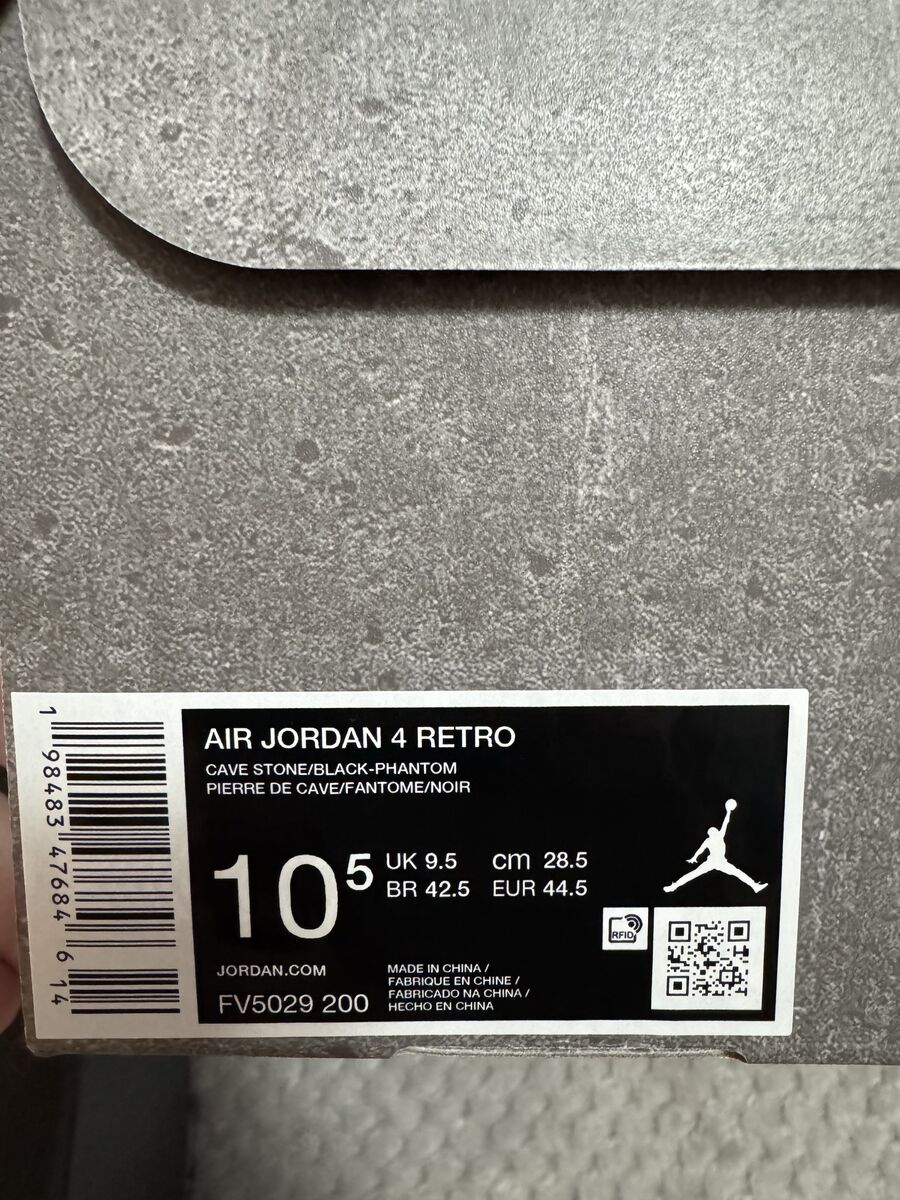 AIR JORDAN 4 RETRO
CAVE STONE/BLACK-PHANTOM
PIERRE DE CAVE/FANTOME/NOIR
10⁵
UK 9.5 cm 28.5
BR 42.5 EUR 44.5
RFID
JORDAN.COM
FV5029 200
MADE IN CHINA /
FABRIQUE EN CHINE /
FABRICADO NA CHINA /
HECHO EN CHINA
1 98483 47684 6 14